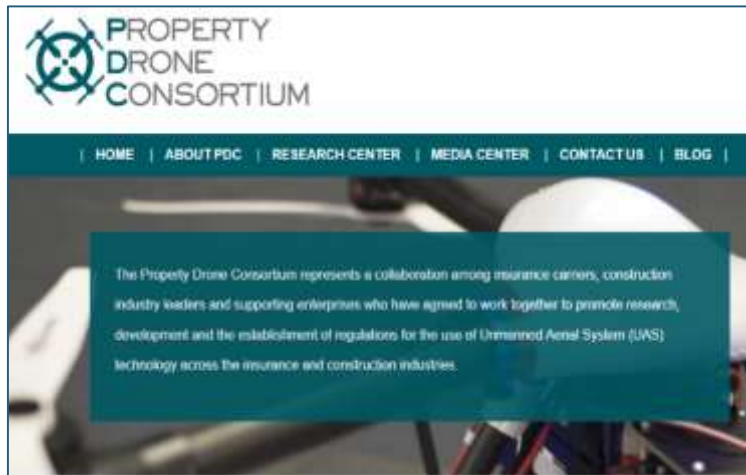 PROPERTY
DRONE
CONSORTIUM
| HOME | ABOUT PDC | RESEARCH CENTER | MEDIA CENTER | CONTACT US | BLOG |
The Property Drone Consortium represents a collaboration among insurance carriers, construction
industry leaders and supporting enterprises who have agreed to work together to promote research,
development and the establishment of regulations for the use of Unmanned Aerial System (UAS)
technology across the insurance and construction industries.